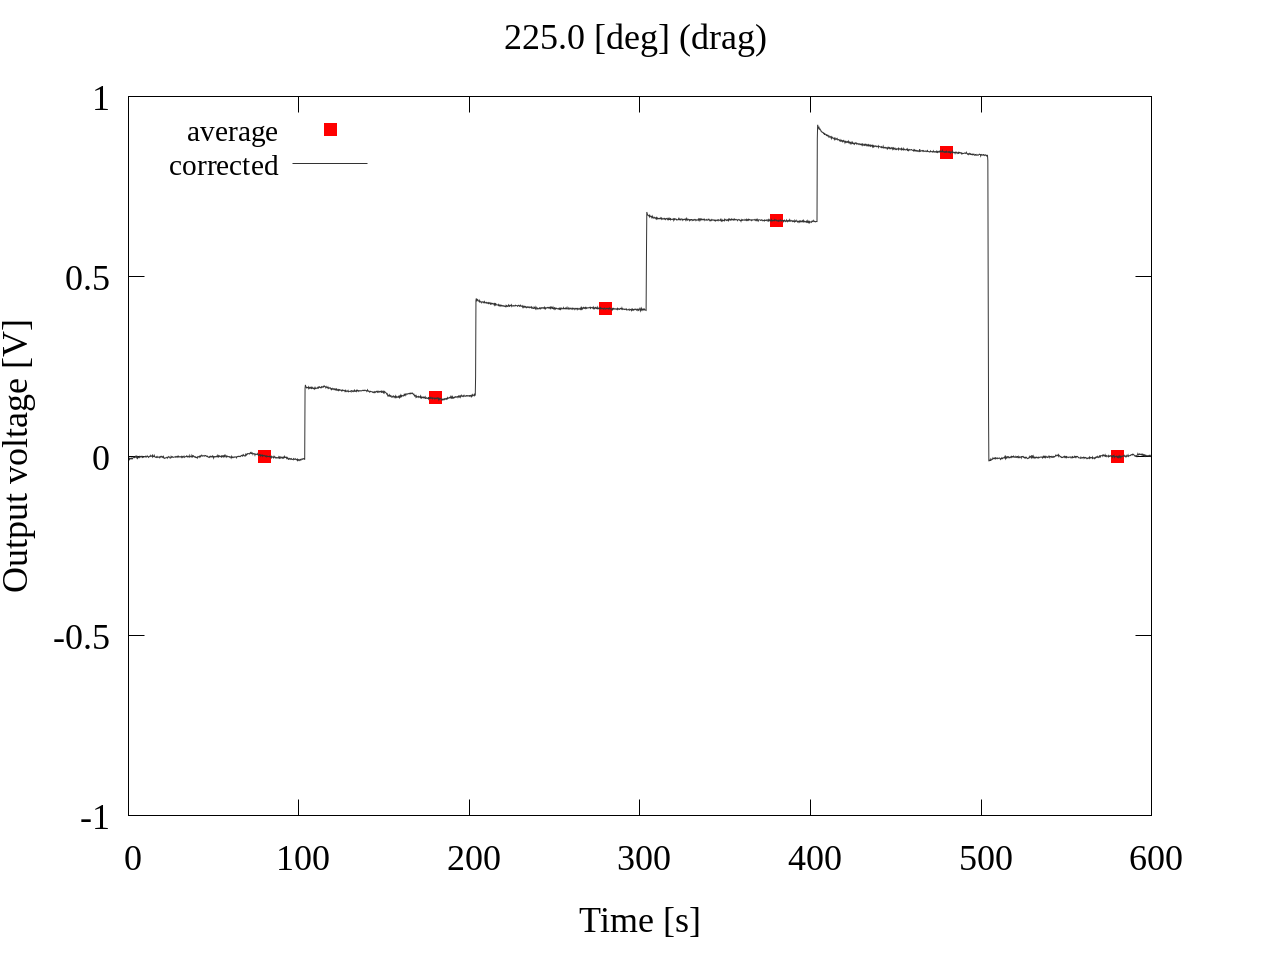 225.0 [deg] (drag)
average
corrected
1
0.5
0
-0.5
-1
Output voltage [V]
0 100 200 300 400 500 600
Time [s]